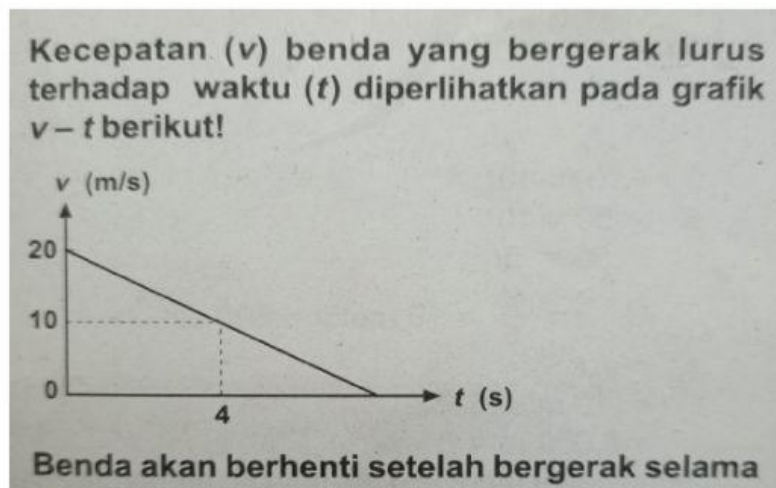 Kecepatan (v) benda yang bergerak lurus
terhadap waktu (t) diperlihatkan pada grafik
v – t berikut!
v (m/s)
20
10
0
4
t (s)
Benda akan berhenti setelah bergerak selama